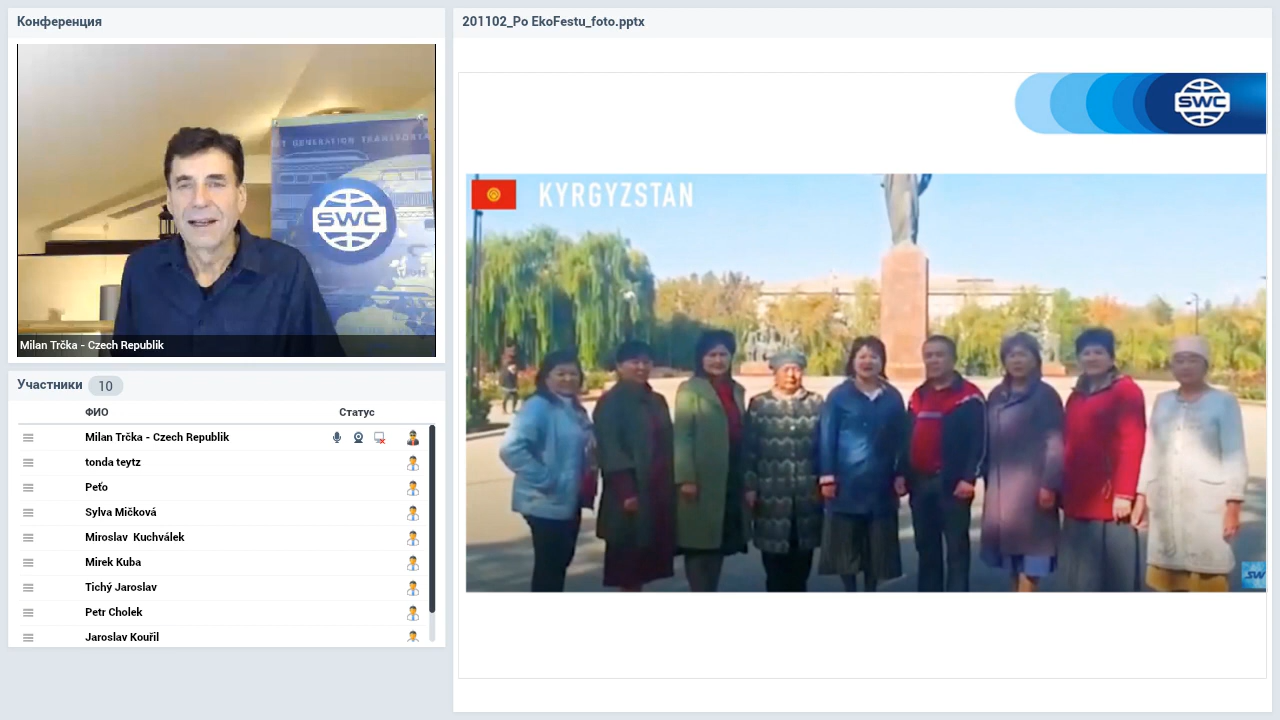 Конференция
SWC
Milan Trčka - Czech Republik
Участники 10
ФИО Статус
Milan Trčka - Czech Republik
tonda teytz
Peťo
Sylva Mičková
Miroslav Kuchválek
Mirek Kuba
Tichý Jaroslav
Petr Cholek
Jaroslav Kouřil
201102_Po EkoFestu_foto.pptx
SWC
KYRGYZSTAN
SW